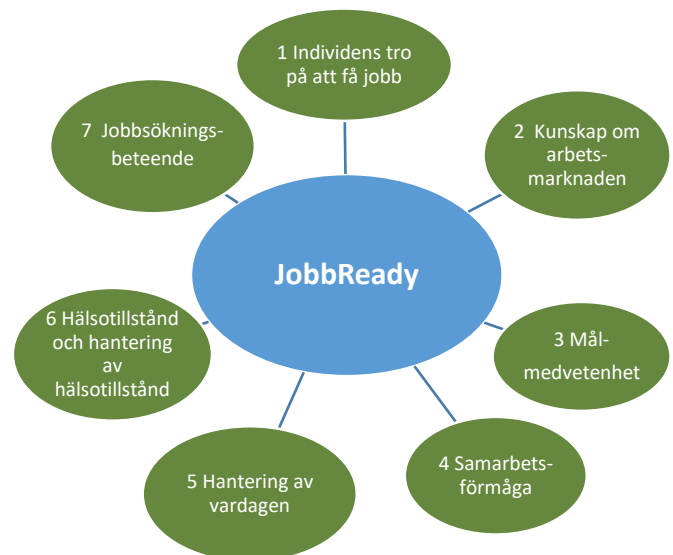 1 Individens tro
på att få jobb
2 Kunskap om
arbets-
marknaden
3 Mål-
medvetenhet
4 Samarbets-
förmåga
5 Hantering av
vardagen
6 Hälsotillstånd
och hantering
av
hälsotillstånd
7 Jobbsöknings-
beteende
JobbReady